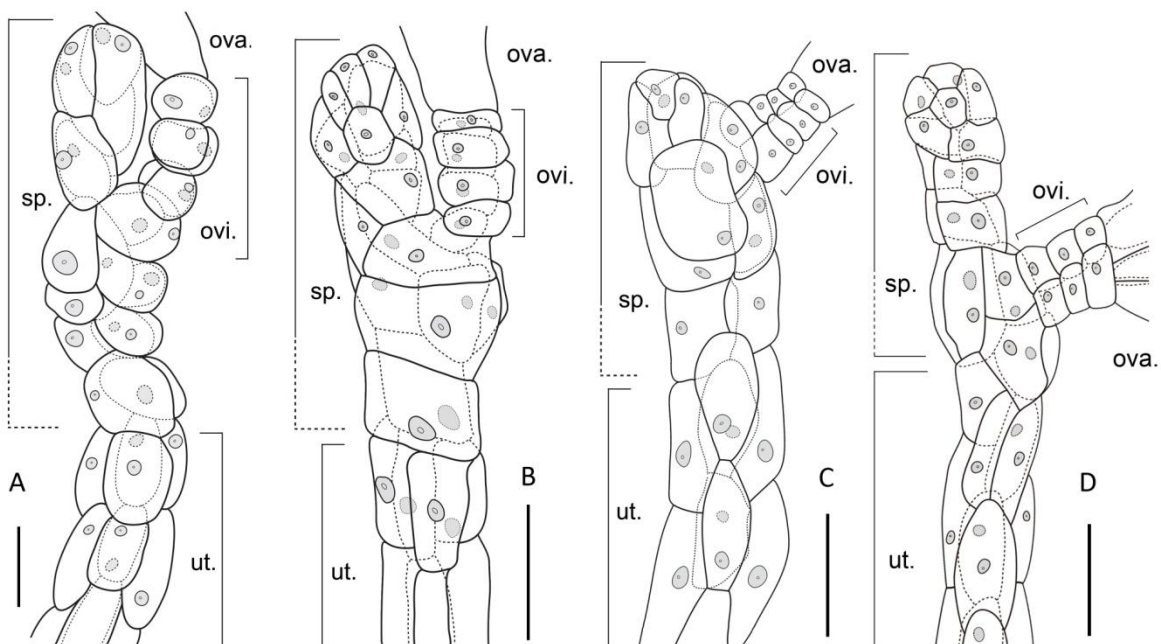 ova.
ovi.
sp.
A
ut.
ova.
ovi.
sp.
B
ut.
ova.
ovi.
sp.
C
ut.
ovi.
sp.
ova.
D
ut.